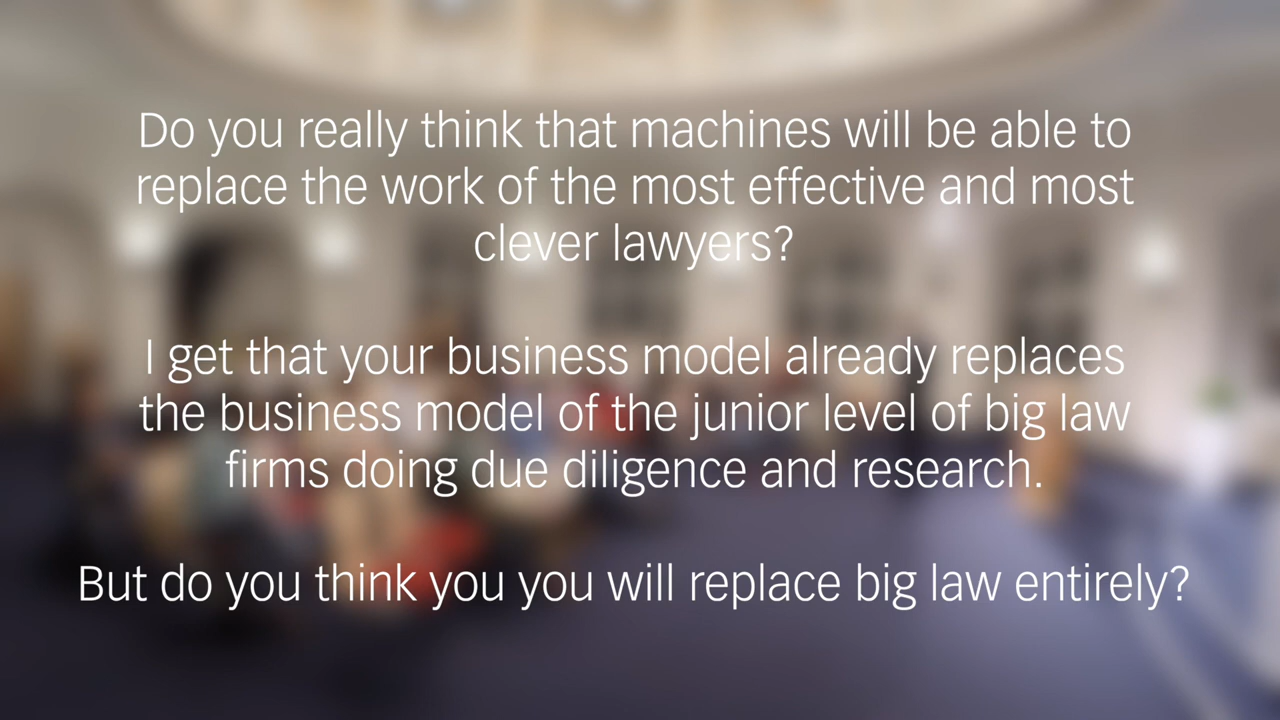 Do you really think that machines will be able to
replace the work of the most effective and most
clever lawyers?
I get that your business model already replaces
the business model of the junior level of big law
firms doing due diligence and research.
But do you think you you will replace big law entirely?